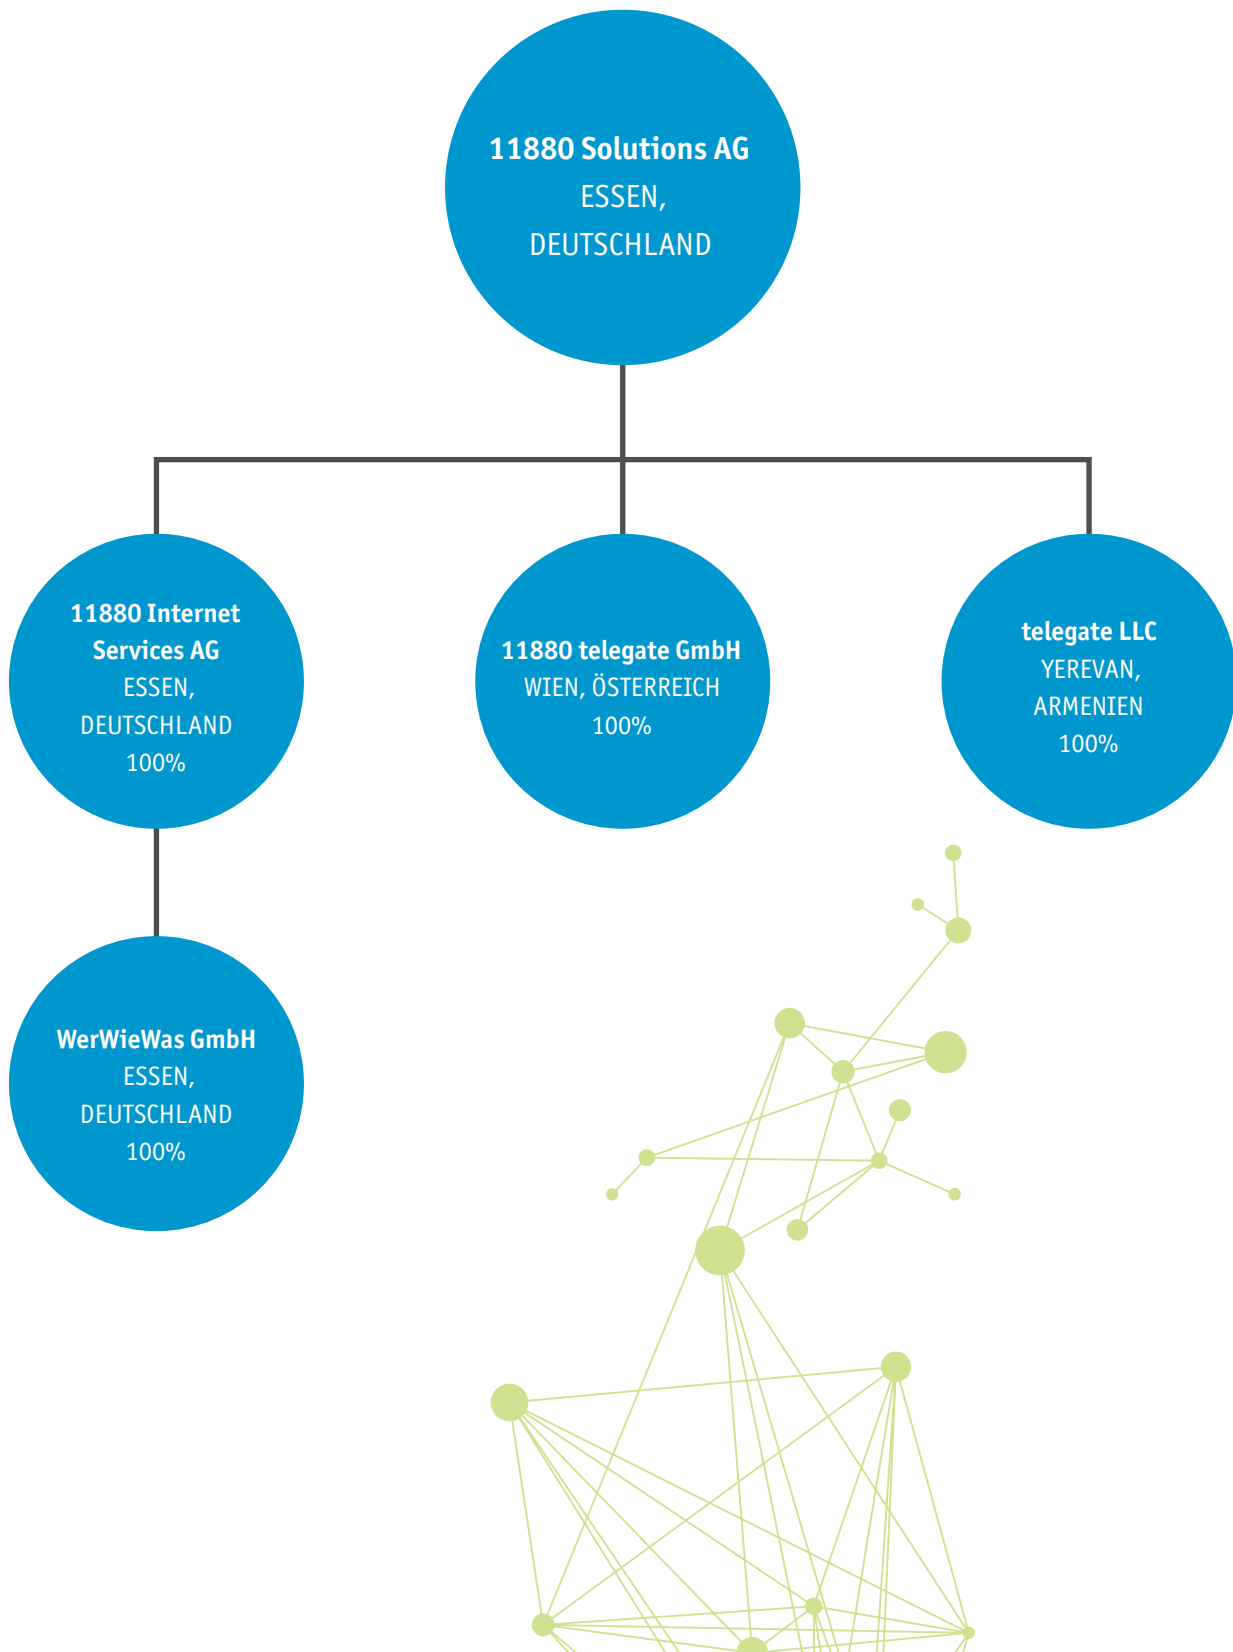 11880 Solutions AG
ESSEN,
DEUTSCHLAND
11880 Internet
Services AG
ESSEN,
DEUTSCHLAND
100%
11880 telegate GmbH
WIEN, ÖSTERREICH
100%
telegate LLC
YEREVAN,
ARMENIEN
100%
WerWieWas GmbH
ESSEN,
DEUTSCHLAND
100%